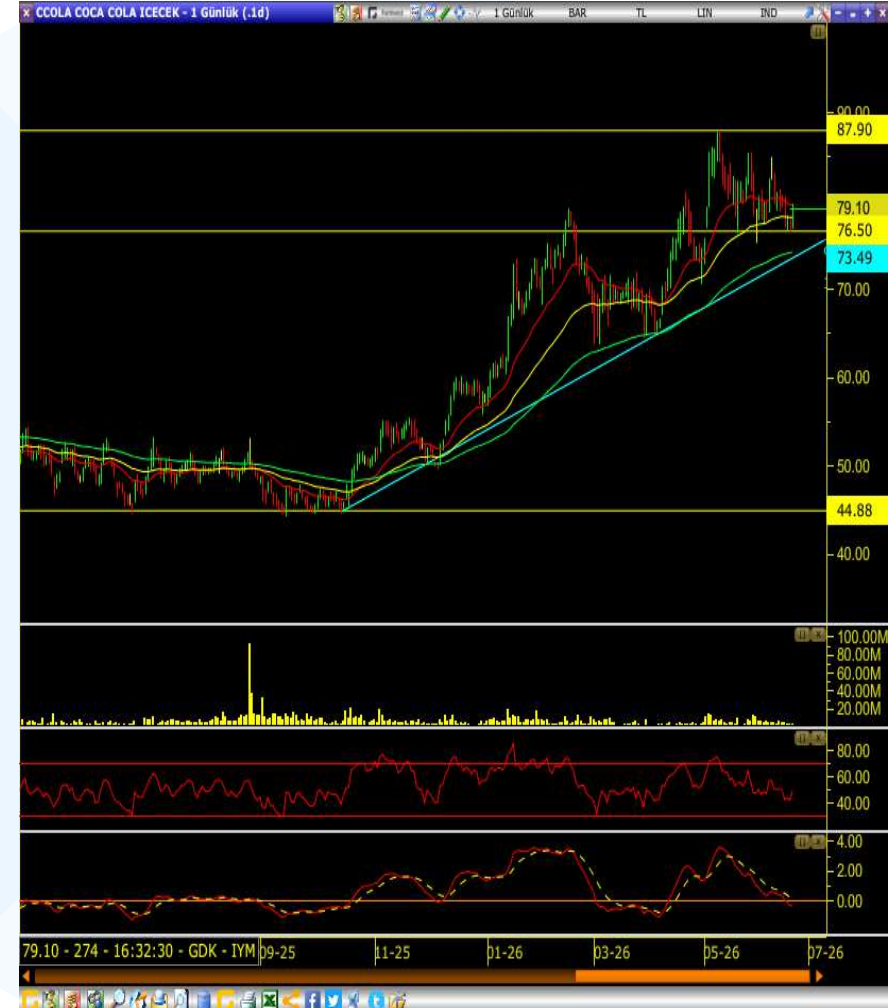 CCOLA COCA COLA ICECEK - 1 Günlük (.1d)
1 Günlük BAR TL LIN IND
90.00
87.90
79.10
76.50
73.49
70.00
60.00
50.00
44.88
40.00
100.00M
80.00M
60.00M
40.00M
20.00M
80.00
60.00
40.00
4.00
2.00
0.00
79.10 - 274 - 16:32:30 - GDK - IYM
09-25 11-25 01-26 03-26 05-26 07-26